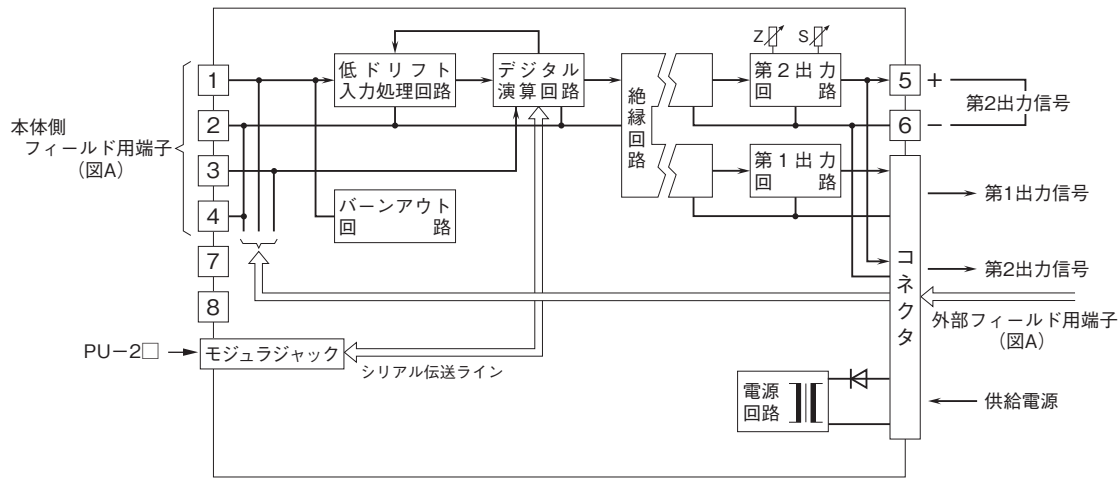 Z
S
1
低ドリフト
入力処理回路
デジタル
演算回路
絶縁回路
第2出力
回路
5
+
第2出力信号
2
6
−
本体側
フィールド用端子
(図A)
3
第1出力
回路
第1出力信号
4
バーンアウト
回路
7
コネクタ
第2出力信号
8
外部フィールド用端子
(図A)
PU−2□
モジュラジャック
シリアル伝送ライン
電源
回路
供給電源